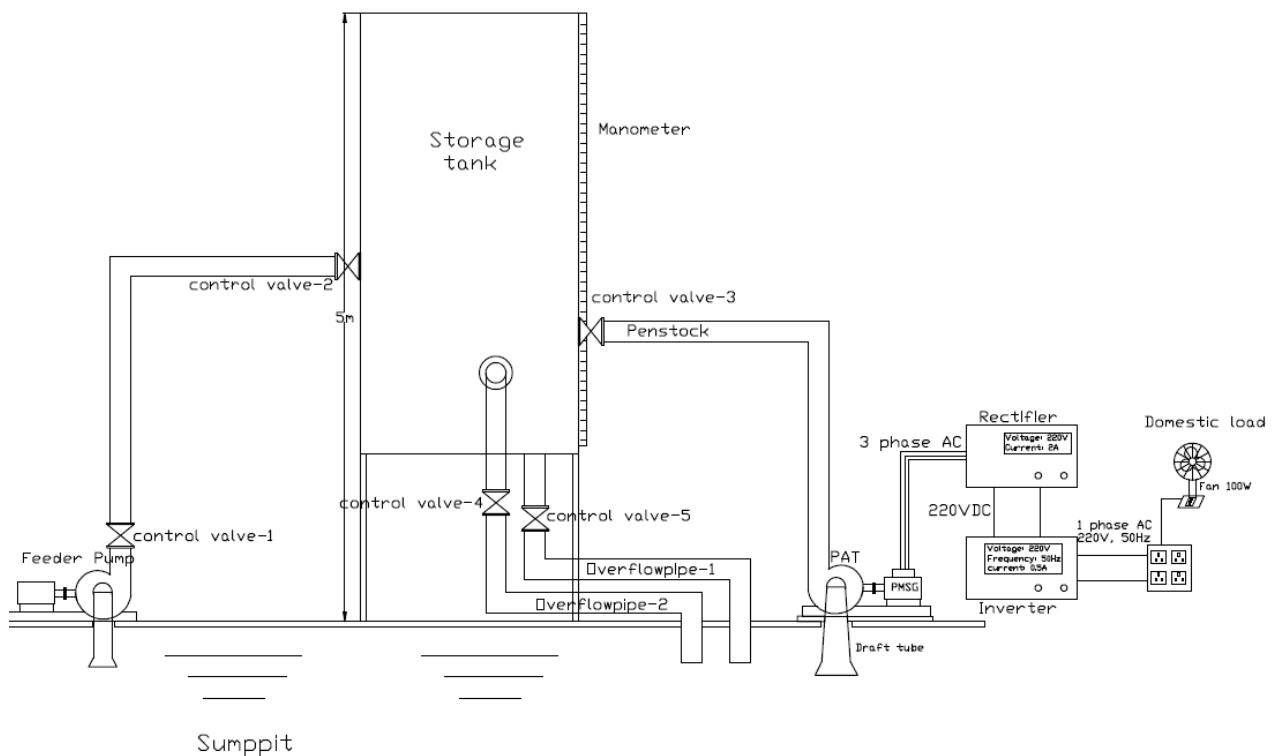 Storage
tank
Manometer
control valve-2
5m
control valve-3
Penstock
control valve-1
Feeder Pump
control valve-4
control valve-5
Overflowpipe-1
Overflowpipe-2
PAT
PMSG
Draft tube
3 phase AC
Rectifier
Voltage: 220V
Current: 2A
220VDC
Voltage: 220V
Frequency: 50Hz
current: 0.5A
Inverter
1 phase AC
220V, 50Hz
Domestic load
Fan 100W
Sumppit